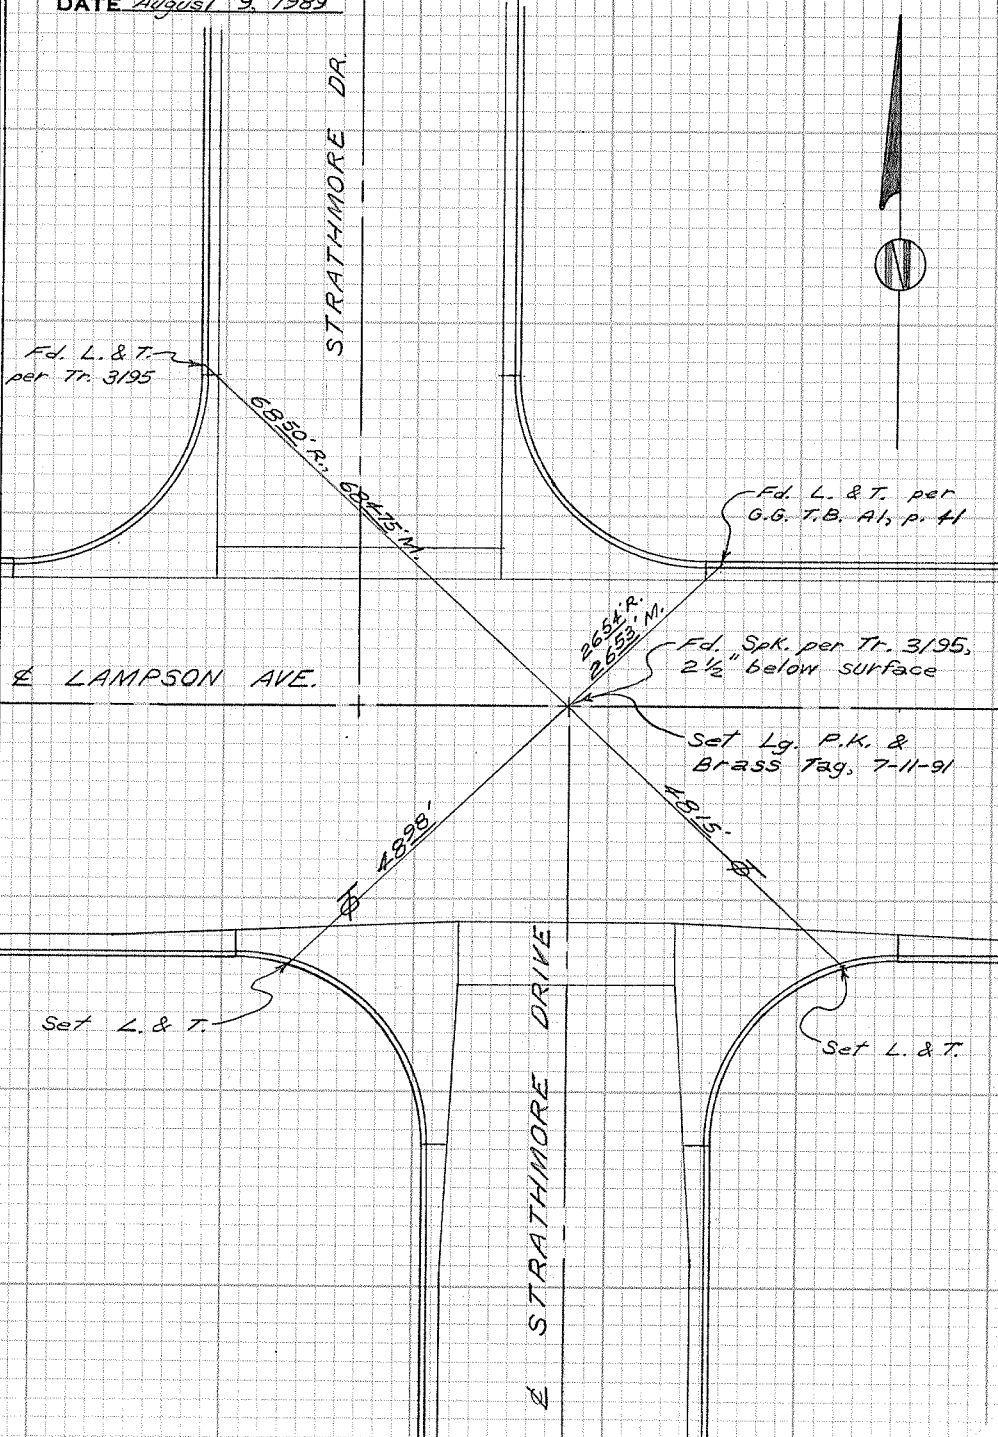 DATE August 9, 1989
STRATHMORE DR.
N
Fd. L. & T.
per Tr. 3195
68.50' R.,
68.475' M.
Fd. L. & T. per
G.G. T.B. A1, p. 41
26.54' R.
26.53' M.
Fd. Spk. per Tr. 3195,
2½" below surface
℄ LAMPSON AVE.
Set Lg. P.K. &
Brass Tag, 7-11-91
48.98'
48.15'
Set L. & T.
Set L. & T.
℄ STRATHMORE DRIVE